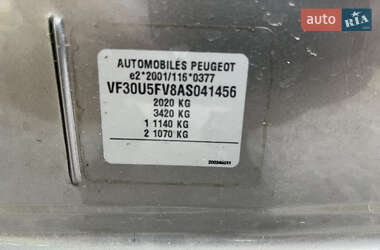 auto RIA
AUTOMOBILES PEUGEOT
e2*2001/116*0377
VF30U5FV8AS041456
2020 KG
3420 KG
1 1140 KG
2 1070 KG